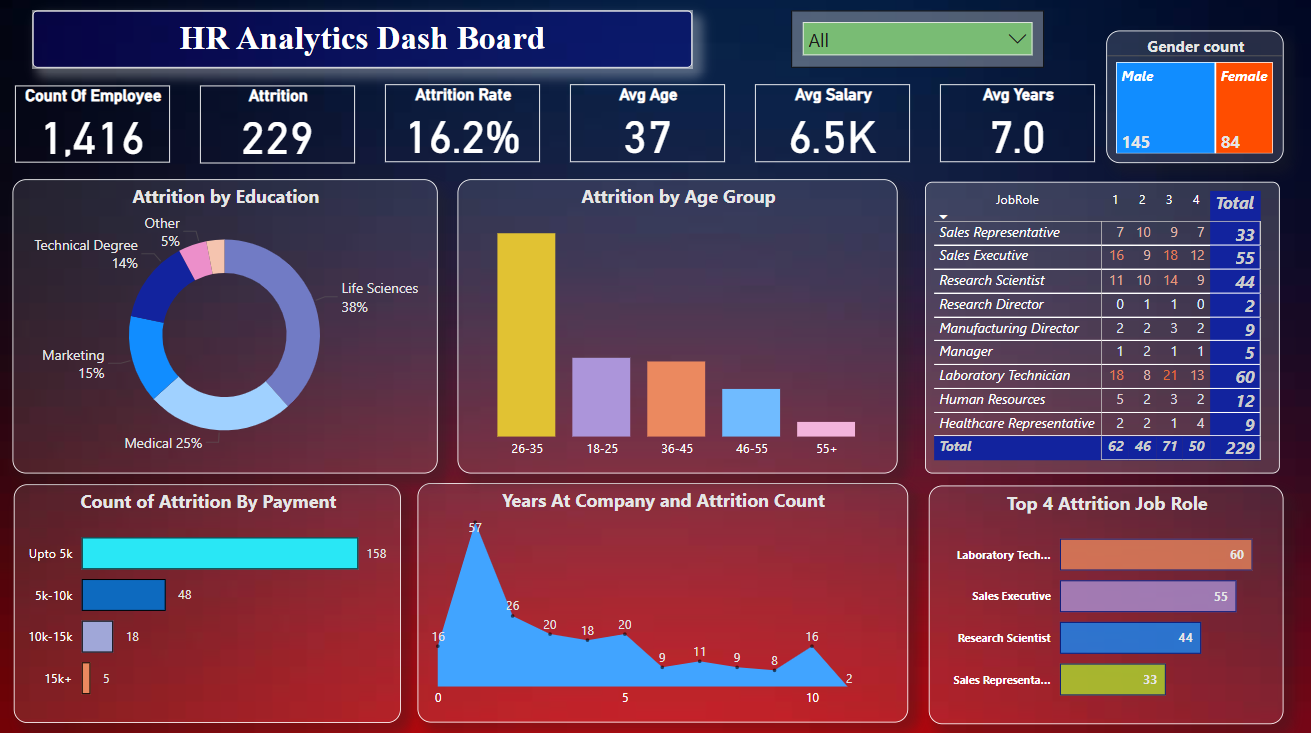 HR Analytics Dash Board
All
Gender count
Male
Female
145
84
Count Of Employee
1,416
Attrition
229
Attrition Rate
16.2%
Avg Age
37
Avg Salary
6.5K
Avg Years
7.0
Attrition by Education
Other
5%
Technical Degree
14%
Life Sciences
38%
Marketing
15%
Medical 25%
Attrition by Age Group
26-35
18-25
36-45
46-55
55+
JobRole 1 2 3 4 Total
Sales Representative 7 10 9 7 33
Sales Executive 16 9 18 12 55
Research Scientist 11 10 14 9 44
Research Director 0 1 1 0 2
Manufacturing Director 2 2 3 2 9
Manager 1 2 1 1 5
Laboratory Technician 18 8 21 13 60
Human Resources 5 2 3 2 12
Healthcare Representative 2 2 1 4 9
Total 62 46 71 50 229
Count of Attrition By Payment
Upto 5k 158
5k-10k 48
10k-15k 18
15k+ 5
Years At Company and Attrition Count
16
57
26
20
18
20
9
11
9
8
16
2
0
5
10
Top 4 Attrition Job Role
Laboratory Tech... 60
Sales Executive 55
Research Scientist 44
Sales Representa... 33